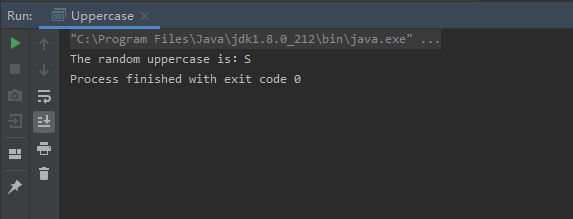 Run: Uppercase
"C:\Program Files\Java\jdk1.8.0_212\bin\java.exe" ...
The random uppercase is: S
Process finished with exit code 0